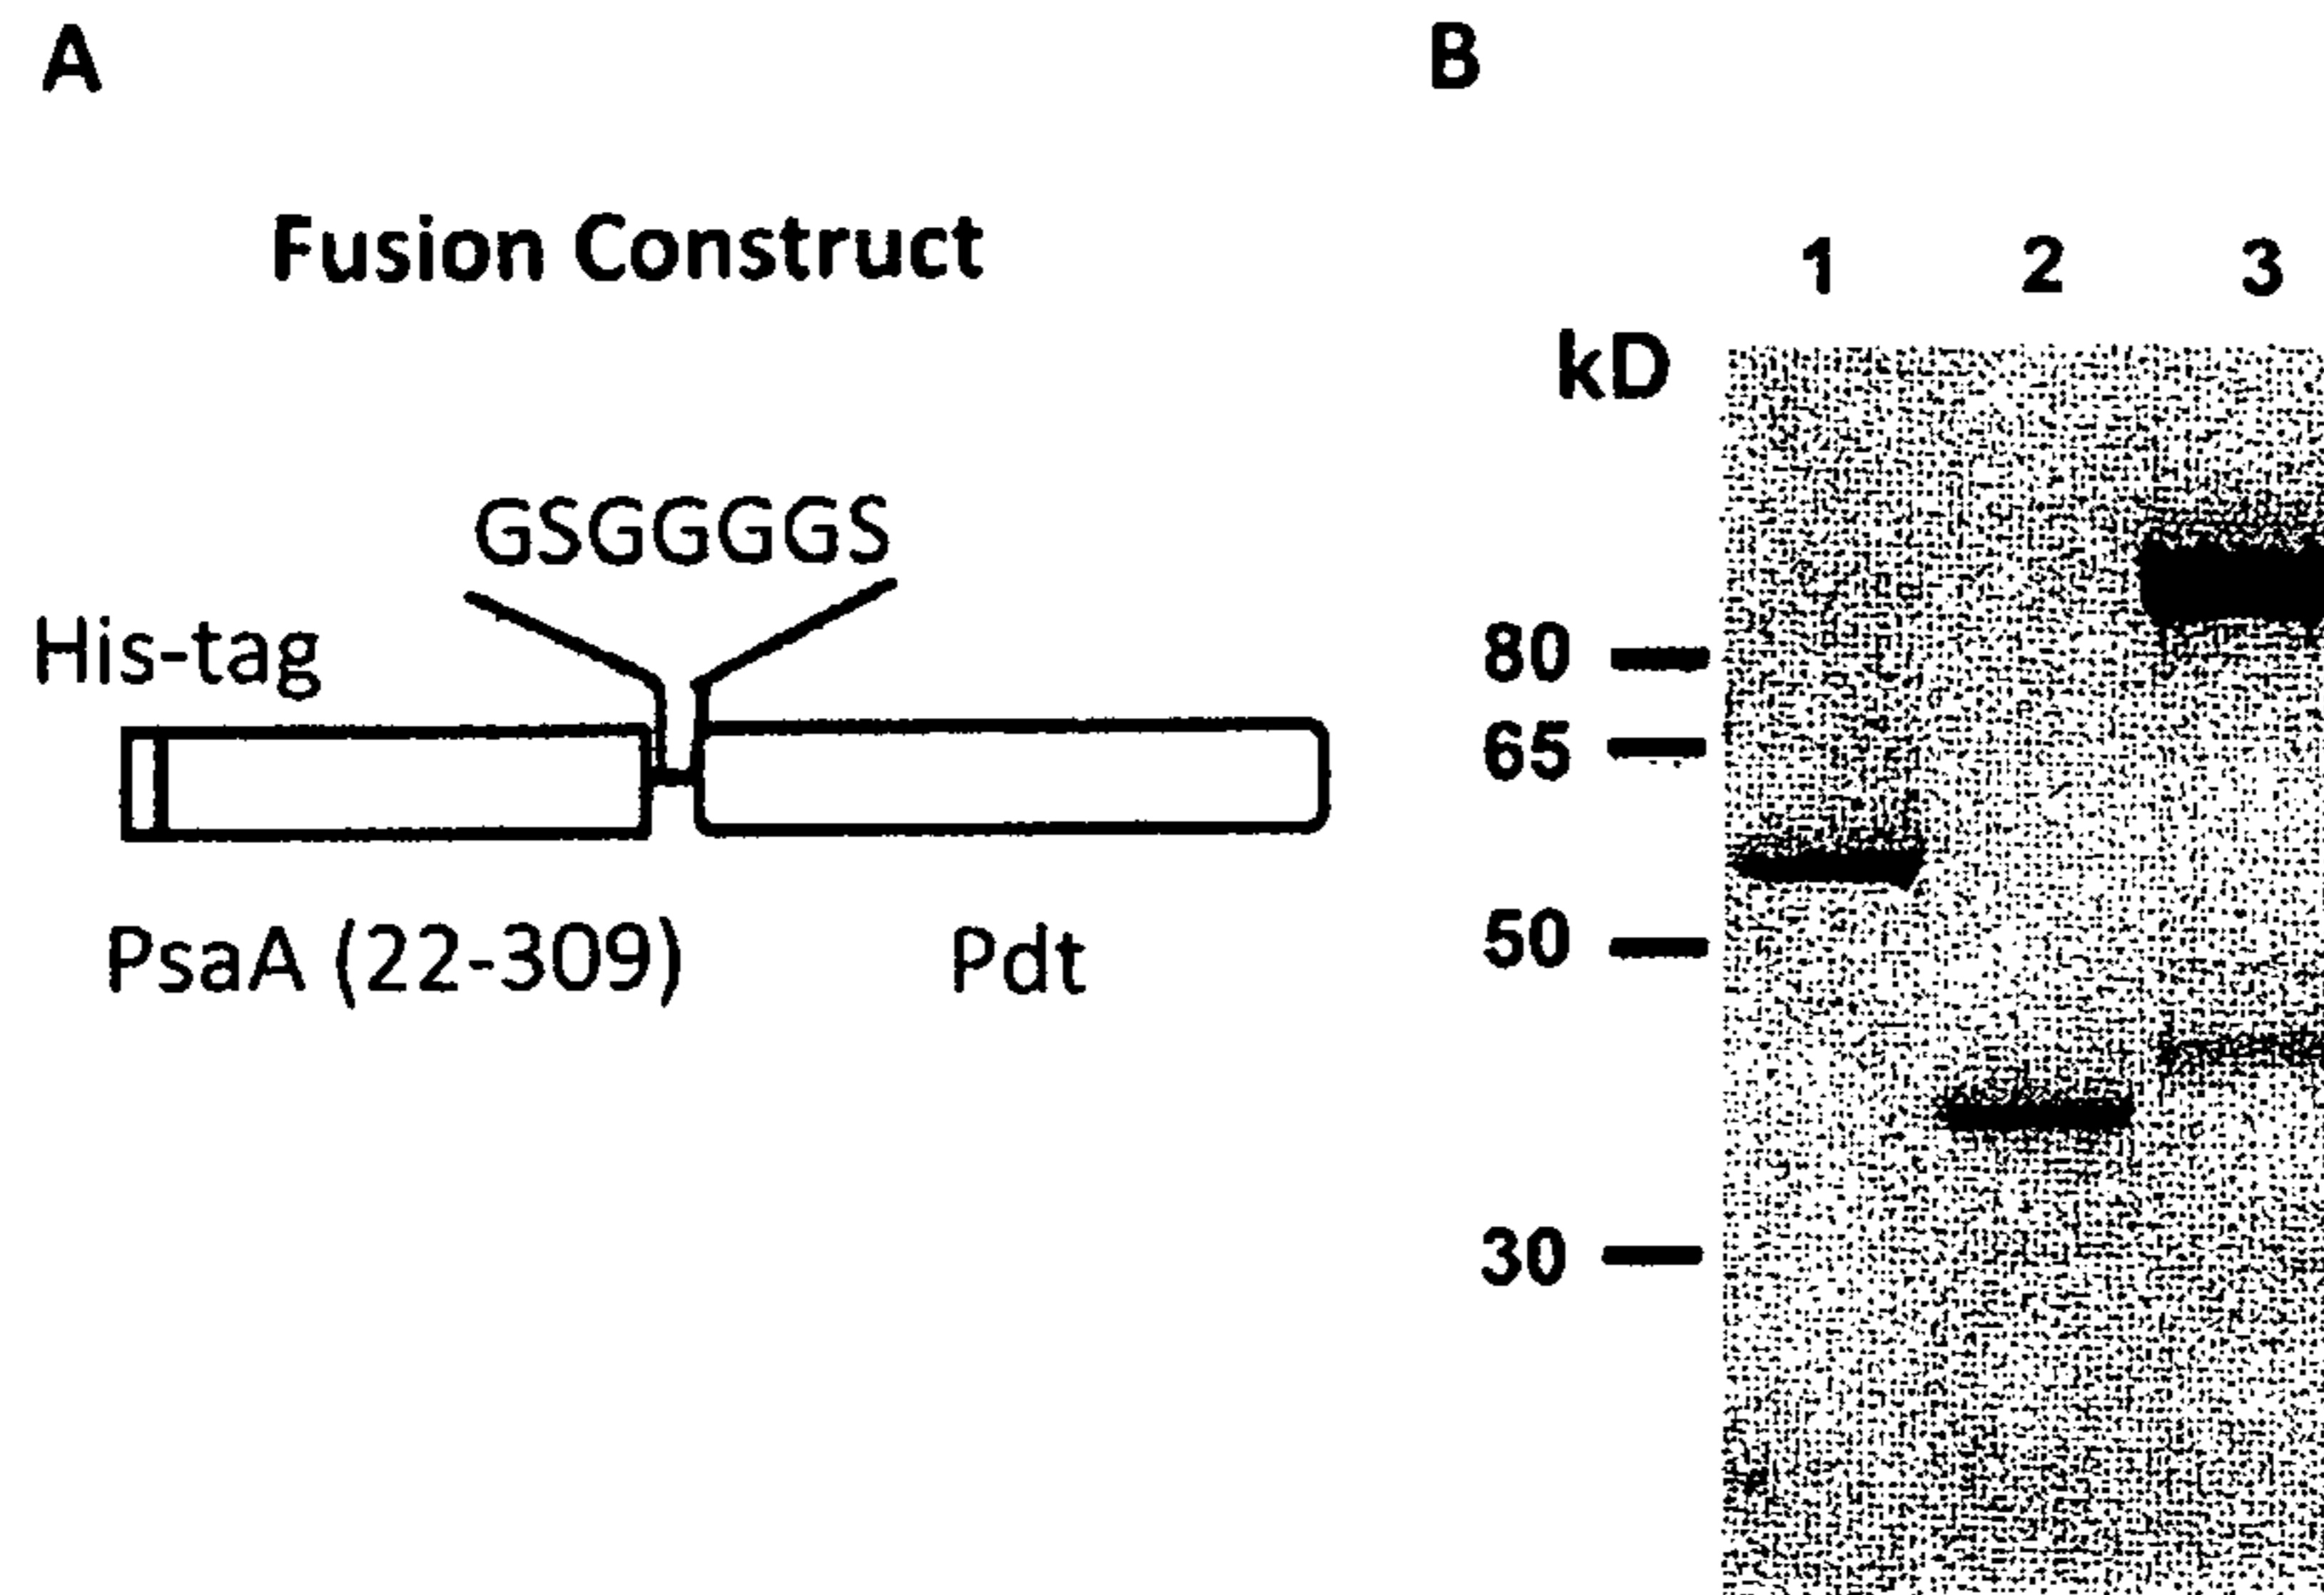 A
Fusion Construct
GSGGGGS
His-tag
PsaA (22-309)
Pdt
B
1 2 3
kD
80
65
50
30